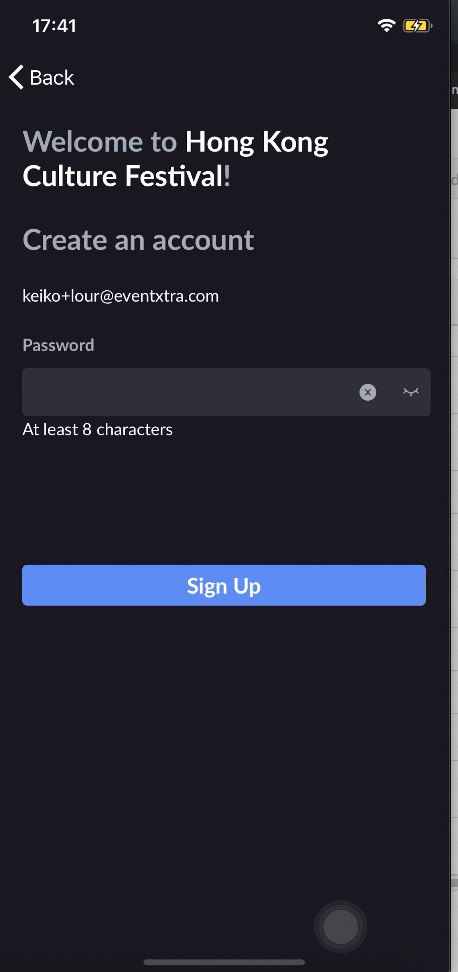 17:41
Back
Welcome to Hong Kong
Culture Festival!
Create an account
keiko+lour@eventxtra.com
Password
At least 8 characters
Sign Up